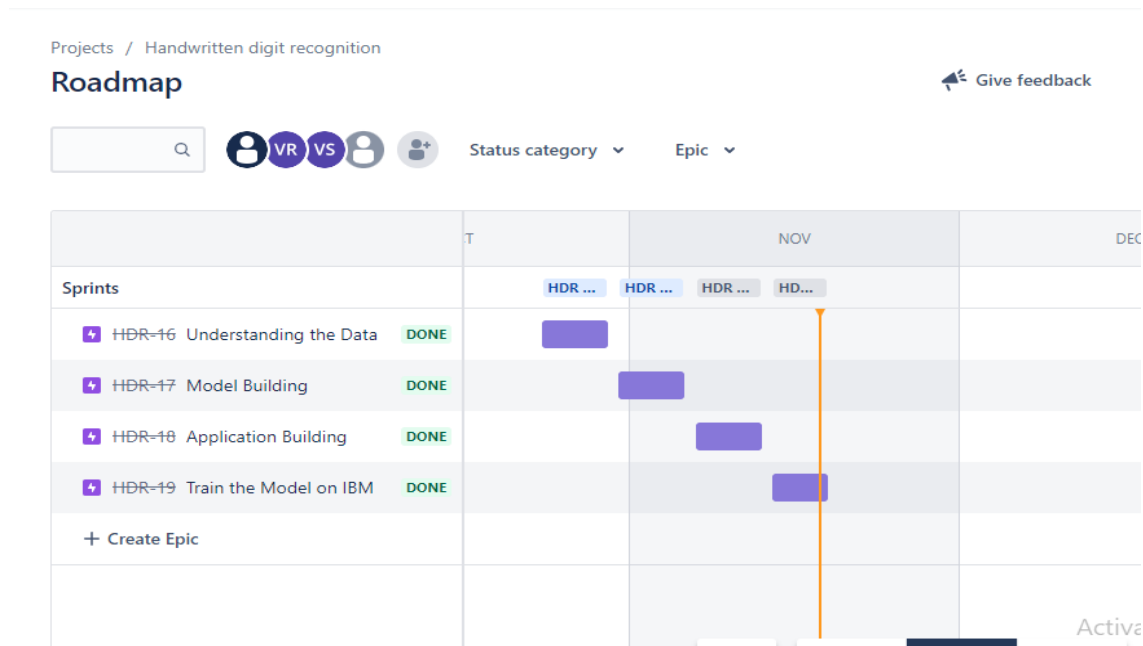 Projects / Handwritten digit recognition
Roadmap
Give feedback
VR VS
Status category
Epic
T NOV DEC
Sprints HDR ... HDR ... HDR ... HD...
HDR-16 Understanding the Data DONE
HDR-17 Model Building DONE
HDR-18 Application Building DONE
HDR-19 Train the Model on IBM DONE
+ Create Epic
Activa